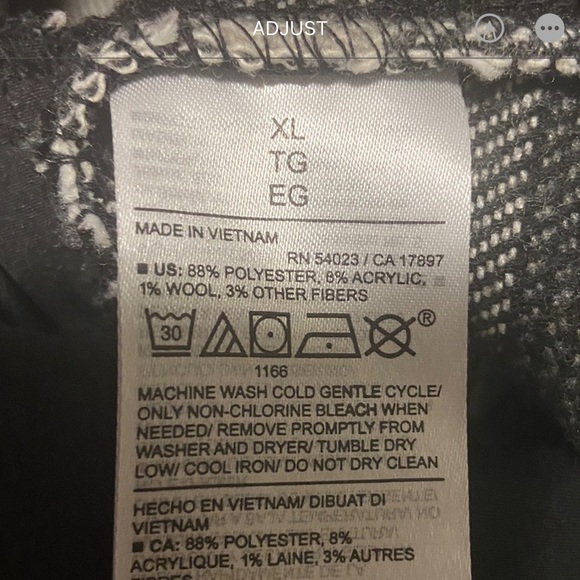 ADJUST
XL
TG
EG
MADE IN VIETNAM
RN 54023 / CA 17897
■ US: 88% POLYESTER, 8% ACRYLIC,
1% WOOL, 3% OTHER FIBERS
30
®
1166
MACHINE WASH COLD GENTLE CYCLE/
ONLY NON-CHLORINE BLEACH WHEN
NEEDED/ REMOVE PROMPTLY FROM
WASHER AND DRYER/ TUMBLE DRY
LOW/ COOL IRON/ DO NOT DRY CLEAN
HECHO EN VIETNAM/ DIBUAT DI
VIETNAM
■ CA: 88% POLYESTER, 8%
ACRYLIQUE, 1% LAINE, 3% AUTRES
FIBRES